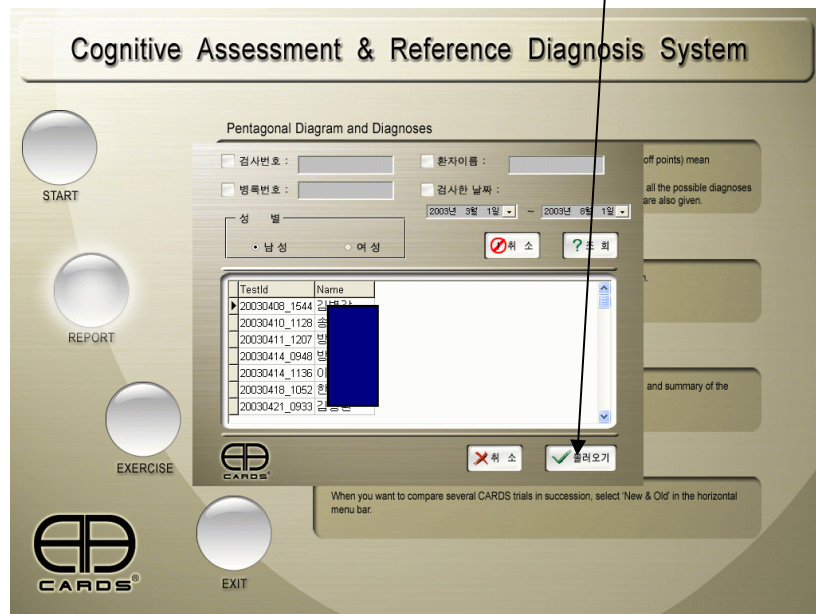 Cognitive Assessment & Reference Diagnosis System
START
REPORT
EXERCISE
EXIT
Pentagonal Diagram and Diagnoses
검사번호 :
환자이름 :
병록번호 :
검사한 날짜 :
2003년 3월 1일 ~ 2003년 8월 1일
성 별
남 성
여 성
취 소
조 회
off points) mean
all the possible diagnoses
are also given.
TestId Name
20030408_1544
20030410_1128 송
20030411_1207 방
20030414_0948 방
20030414_1136 이
20030418_1052 한
20030421_0933
and summary of the
CARDS®
취 소
불러오기
When you want to compare several CARDS trials in succession, select 'New & Old' in the horizontal
menu bar.
CARDS®